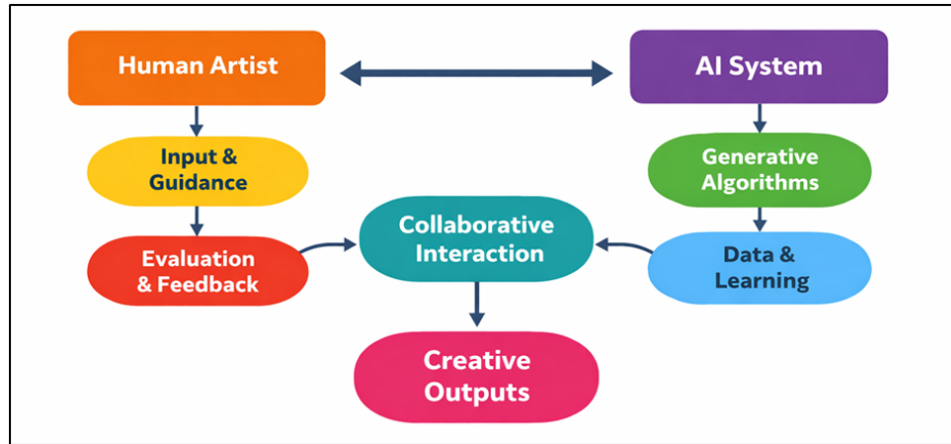 Human Artist
AI System
Input &
Guidance
Generative
Algorithms
Collaborative
Interaction
Evaluation
& Feedback
Data &
Learning
Creative
Outputs